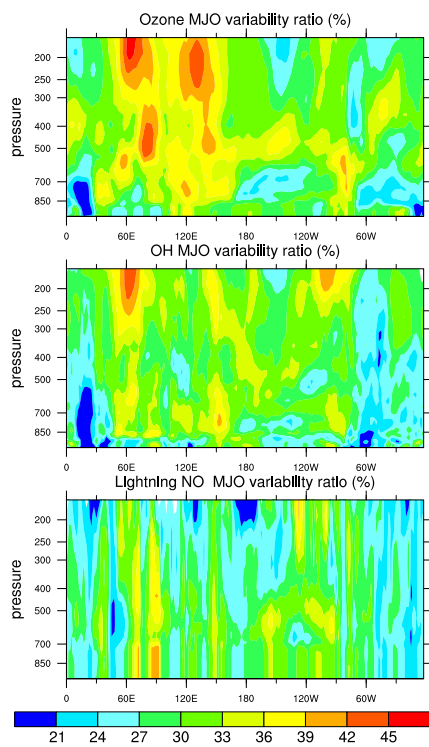 Ozone MJO variability ratio (%)
pressure
200
250
300
400
500
700
850
0 60E 120E 180 120W 60W
OH MJO variability ratio (%)
pressure
200
250
300
400
500
700
850
0 60E 120E 180 120W 60W
Lightning NO MJO variability ratio (%)
pressure
200
250
300
400
500
700
850
0 60E 120E 180 120W 60W
21 24 27 30 33 36 39 42 45